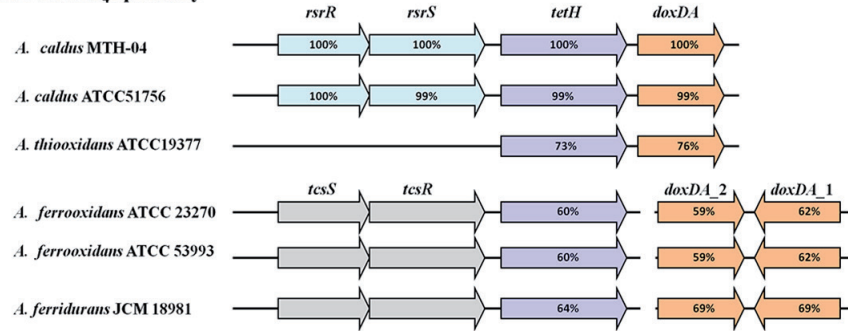 rsrR rsrS tetH doxDA
A. caldus MTH-04 100% 100% 100% 100%
A. caldus ATCC51756 100% 99% 99% 99%
A. thiooxidans ATCC19377 73% 76%
tcsS tcsR doxDA_2 doxDA_1
A. ferrooxidans ATCC 23270 60% 59% 62%
A. ferrooxidans ATCC 53993 60% 59% 62%
A. ferridurans JCM 18981 64% 69% 69%